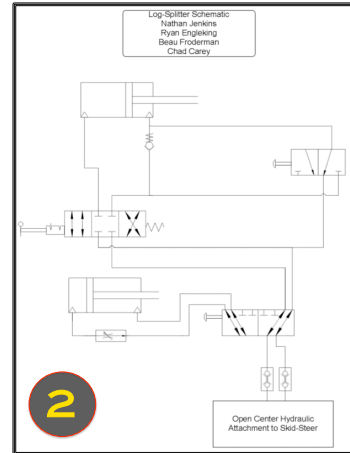 Log-Splitter Schematic
Nathan Jenkins
Ryan Engleking
Beau Froderman
Chad Carey
2
Open Center Hydraulic
Attachment to Skid-Steer